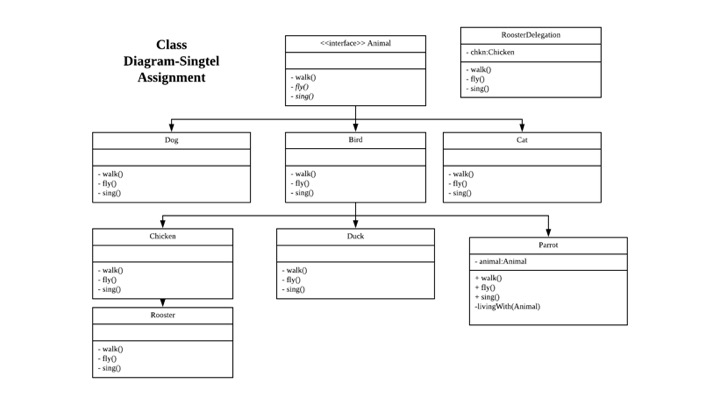 Class
Diagram-Singtel
Assignment
<<interface>> Animal
- walk()
- fly()
- sing()
RoosterDelegation
- chkn:Chicken
- walk()
- fly()
- sing()
Dog
- walk()
- fly()
- sing()
Bird
- walk()
- fly()
- sing()
Cat
- walk()
- fly()
- sing()
Chicken
- walk()
- fly()
- sing()
Duck
- walk()
- fly()
- sing()
Parrot
- animal:Animal
+ walk()
+ fly()
+ sing()
-livingWith(Animal)
Rooster
- walk()
- fly()
- sing()